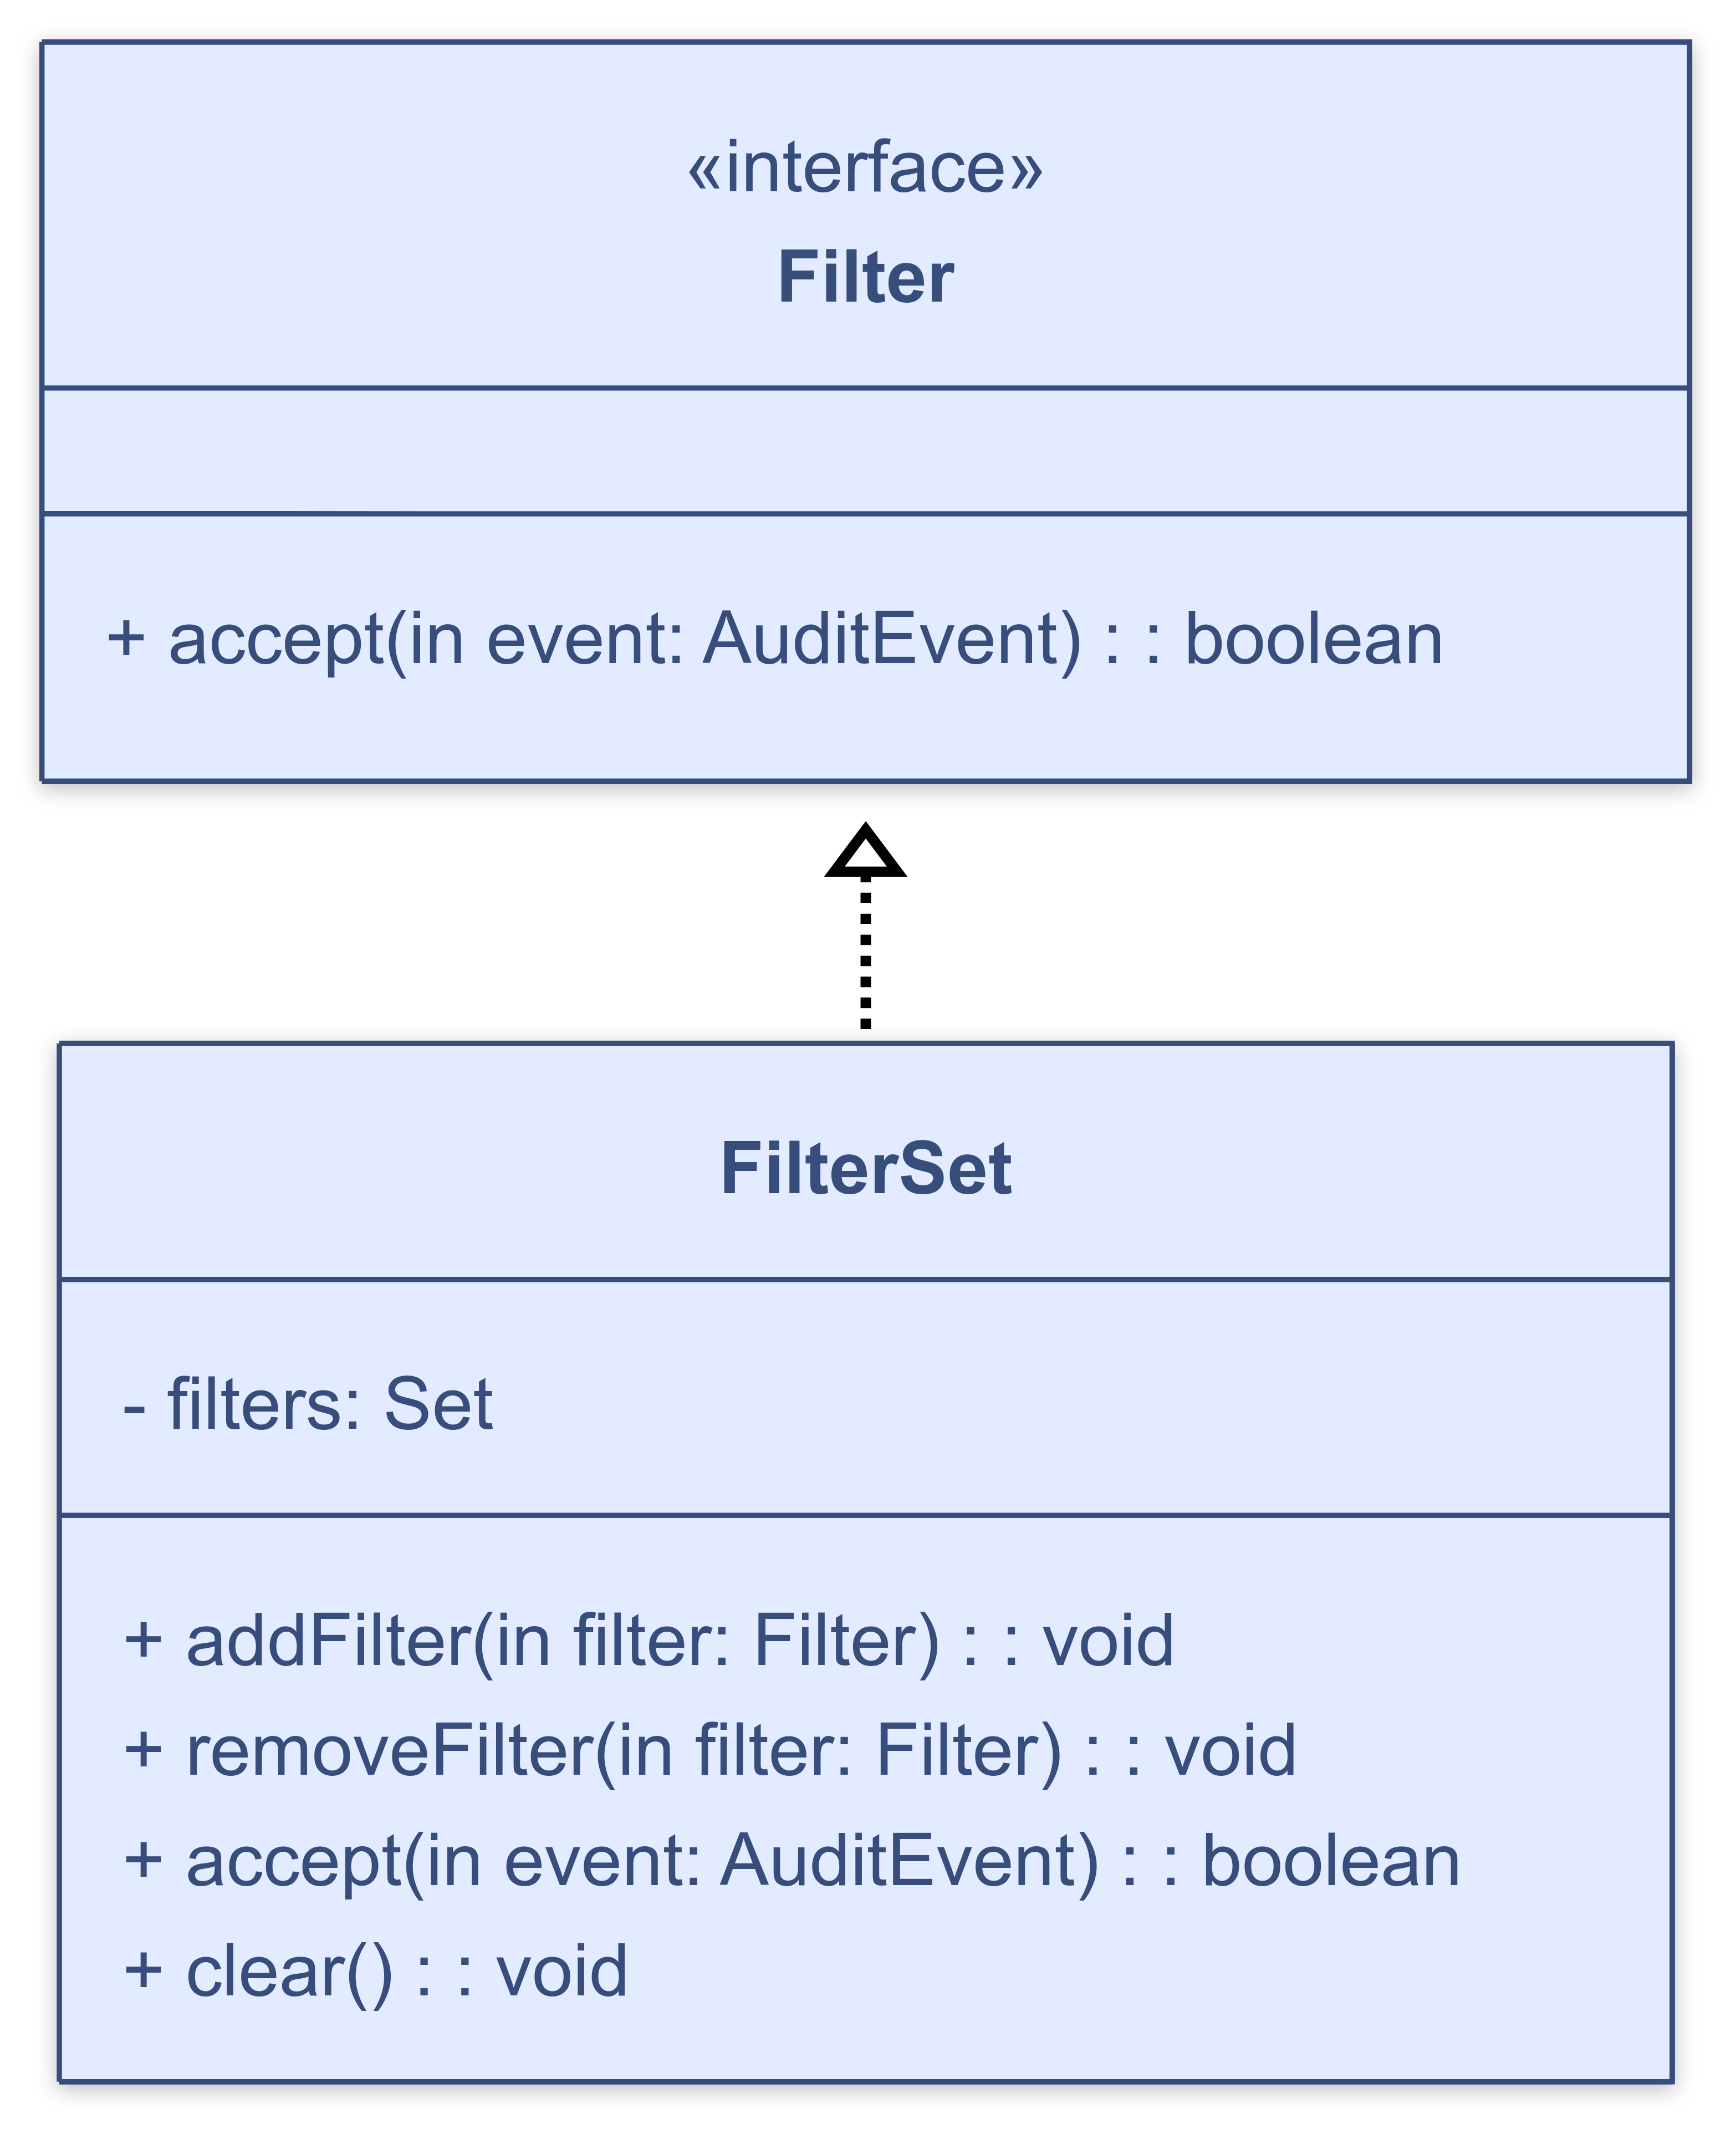 «interface»
Filter
+ accept(in event: AuditEvent) : : boolean
FilterSet
- filters: Set
+ addFilter(in filter: Filter) : : void
+ removeFilter(in filter: Filter) : : void
+ accept(in event: AuditEvent) : : boolean
+ clear() : : void